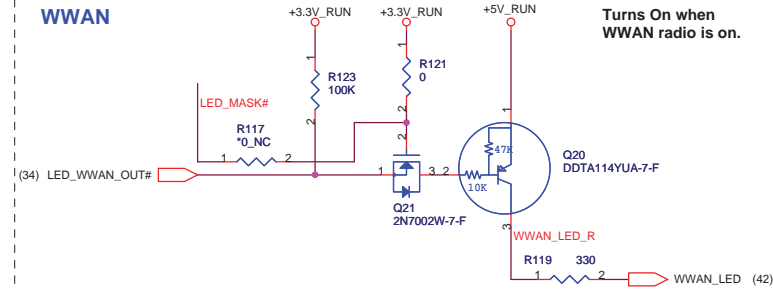 WWAN
+3.3V_RUN
+3.3V_RUN
+5V_RUN
Turns On when
WWAN radio is on.
1
R123
100K
2
1
R121
0
2
1
LED_MASK#
R117
*0_NC
1
2
2
(34) LED_WWAN_OUT#
1
3
2
Q21
2N7002W-7-F
47K
10K
Q20
DDTA114YUA-7-F
3
WWAN_LED_R
R119
330
1
2
WWAN_LED (42)